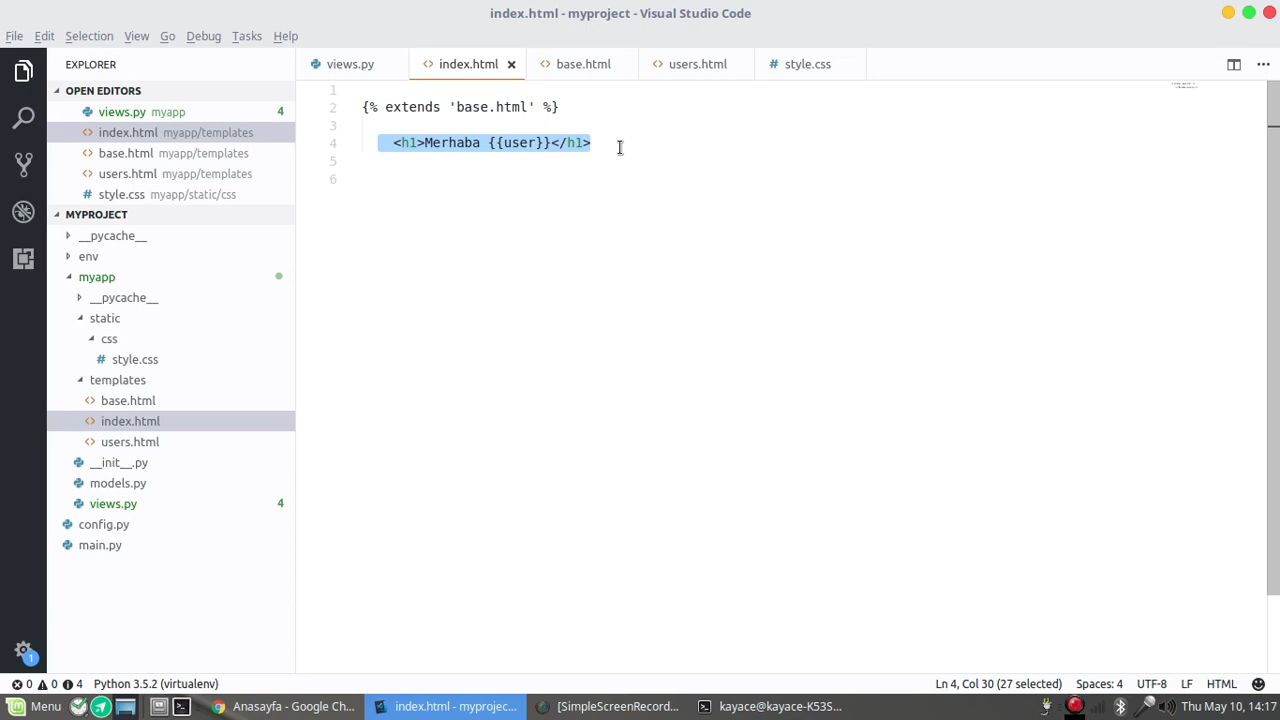 index.html - myproject - Visual Studio Code
File Edit Selection View Go Debug Tasks Help
EXPLORER
OPEN EDITORS
views.py myapp 4
index.html myapp/templates
base.html myapp/templates
users.html myapp/templates
# style.css myapp/static/css
MYPROJECT
__pycache__
env
myapp
__pycache__
static
css
# style.css
templates
<> base.html
<> index.html
<> users.html
__init__.py
models.py
views.py 4
config.py
main.py
views.py <> index.html <> base.html <> users.html # style.css
1
2 {% extends 'base.html' %}
3
4 <h1>Merhaba {{user}}</h1>
5
6
1
0 0 4 Python 3.5.2 (virtualenv) Ln 4, Col 30 (27 selected) Spaces: 4 UTF-8 LF HTML
Menu Anasayfa - Google Ch... index.html - myprojec... [SimpleScreenRecord... kayace@kayace-K53S... Thu May 10, 14:17